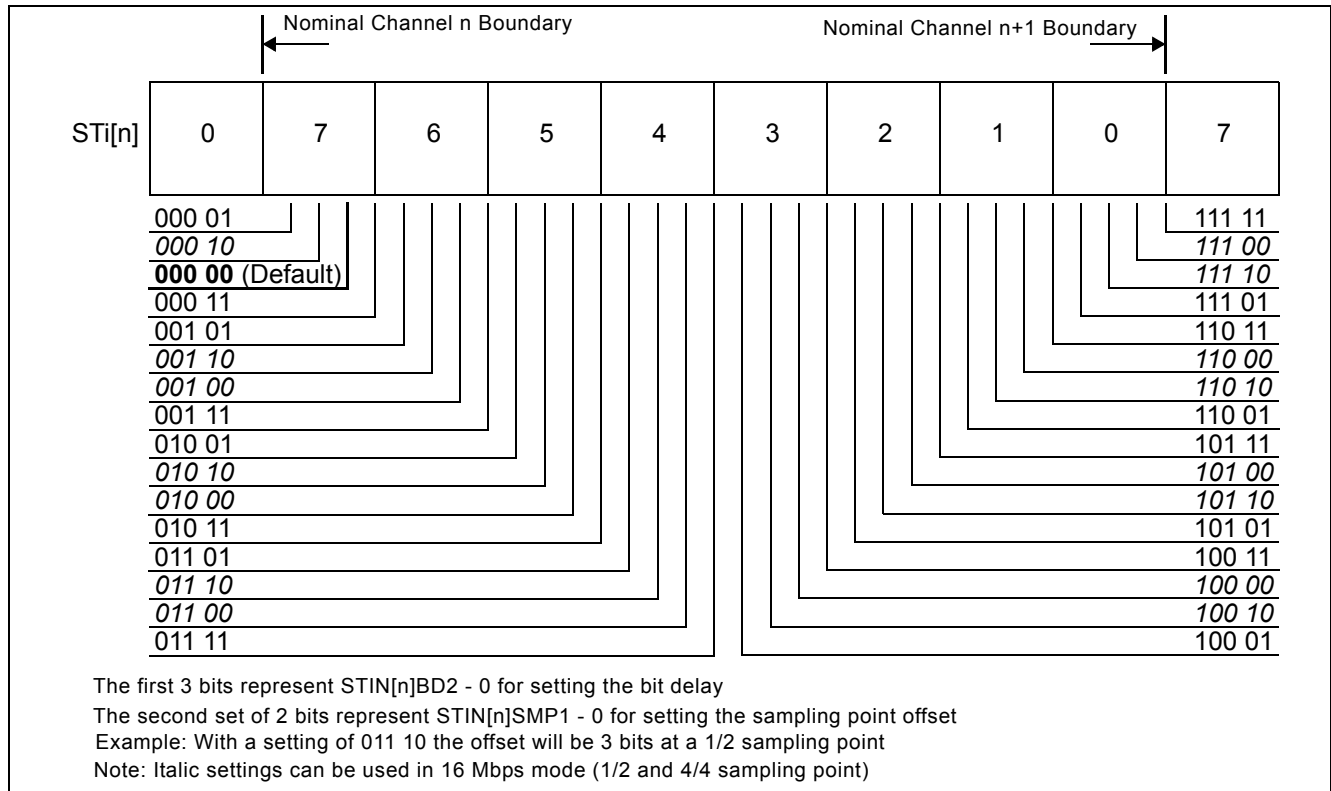 Nominal Channel n Boundary
Nominal Channel n+1 Boundary
STi[n] 0 7 6 5 4 3 2 1 0 7
000 01 111 11
000 10 111 00
000 00 (Default) 111 10
000 11 111 01
001 01 110 11
001 10 110 00
001 00 110 10
001 11 110 01
010 01 101 11
010 10 101 00
010 00 101 10
010 11 101 01
011 01 100 11
011 10 100 00
011 00 100 10
011 11 100 01
The first 3 bits represent STIN[n]BD2 - 0 for setting the bit delay
The second set of 2 bits represent STIN[n]SMP1 - 0 for setting the sampling point offset
Example: With a setting of 011 10 the offset will be 3 bits at a 1/2 sampling point
Note: Italic settings can be used in 16 Mbps mode (1/2 and 4/4 sampling point)